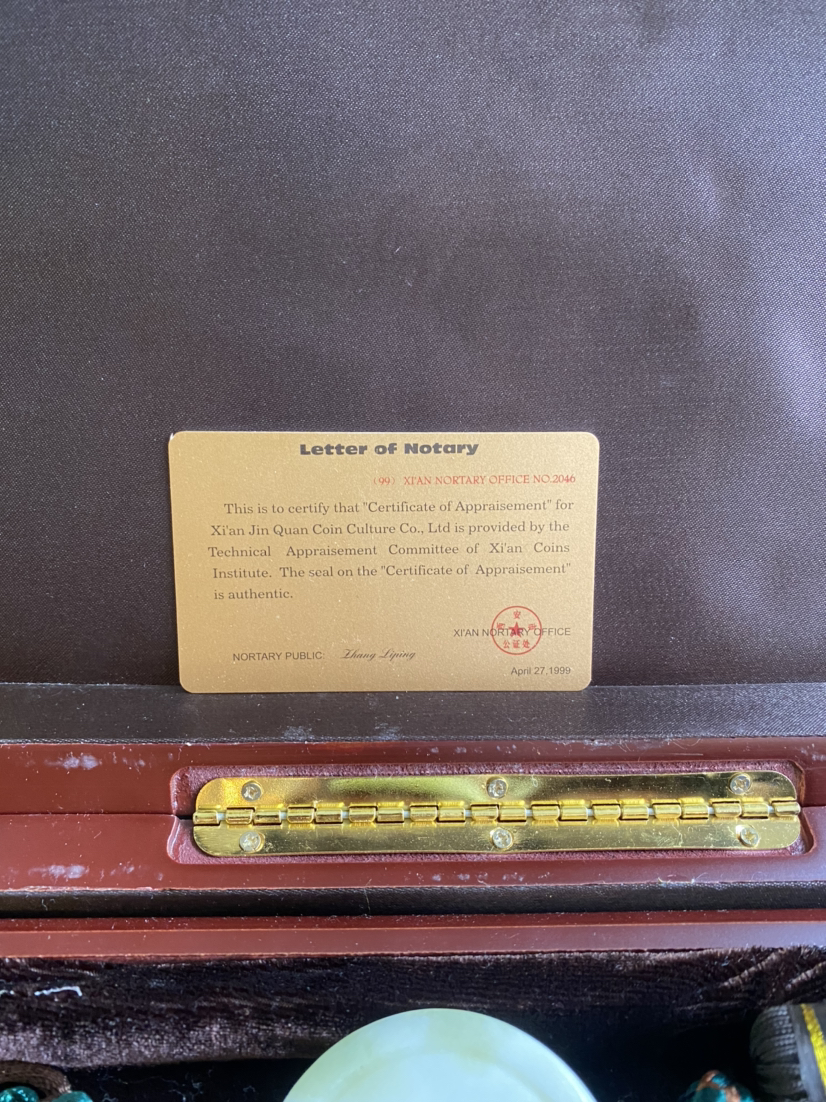 Letter of Notary
（99） XI'AN NORTARY OFFICE NO.2046
This is to certify that "Certificate of Appraisement" for
Xi'an Jin Quan Coin Culture Co., Ltd is provided by the
Technical Appraisement Committee of Xi'an Coins
Institute. The seal on the "Certificate of Appraisement"
is authentic.
XI'AN NORTARY OFFICE
公证处
NORTARY PUBLIC: Zhang Liping
April.27,1999